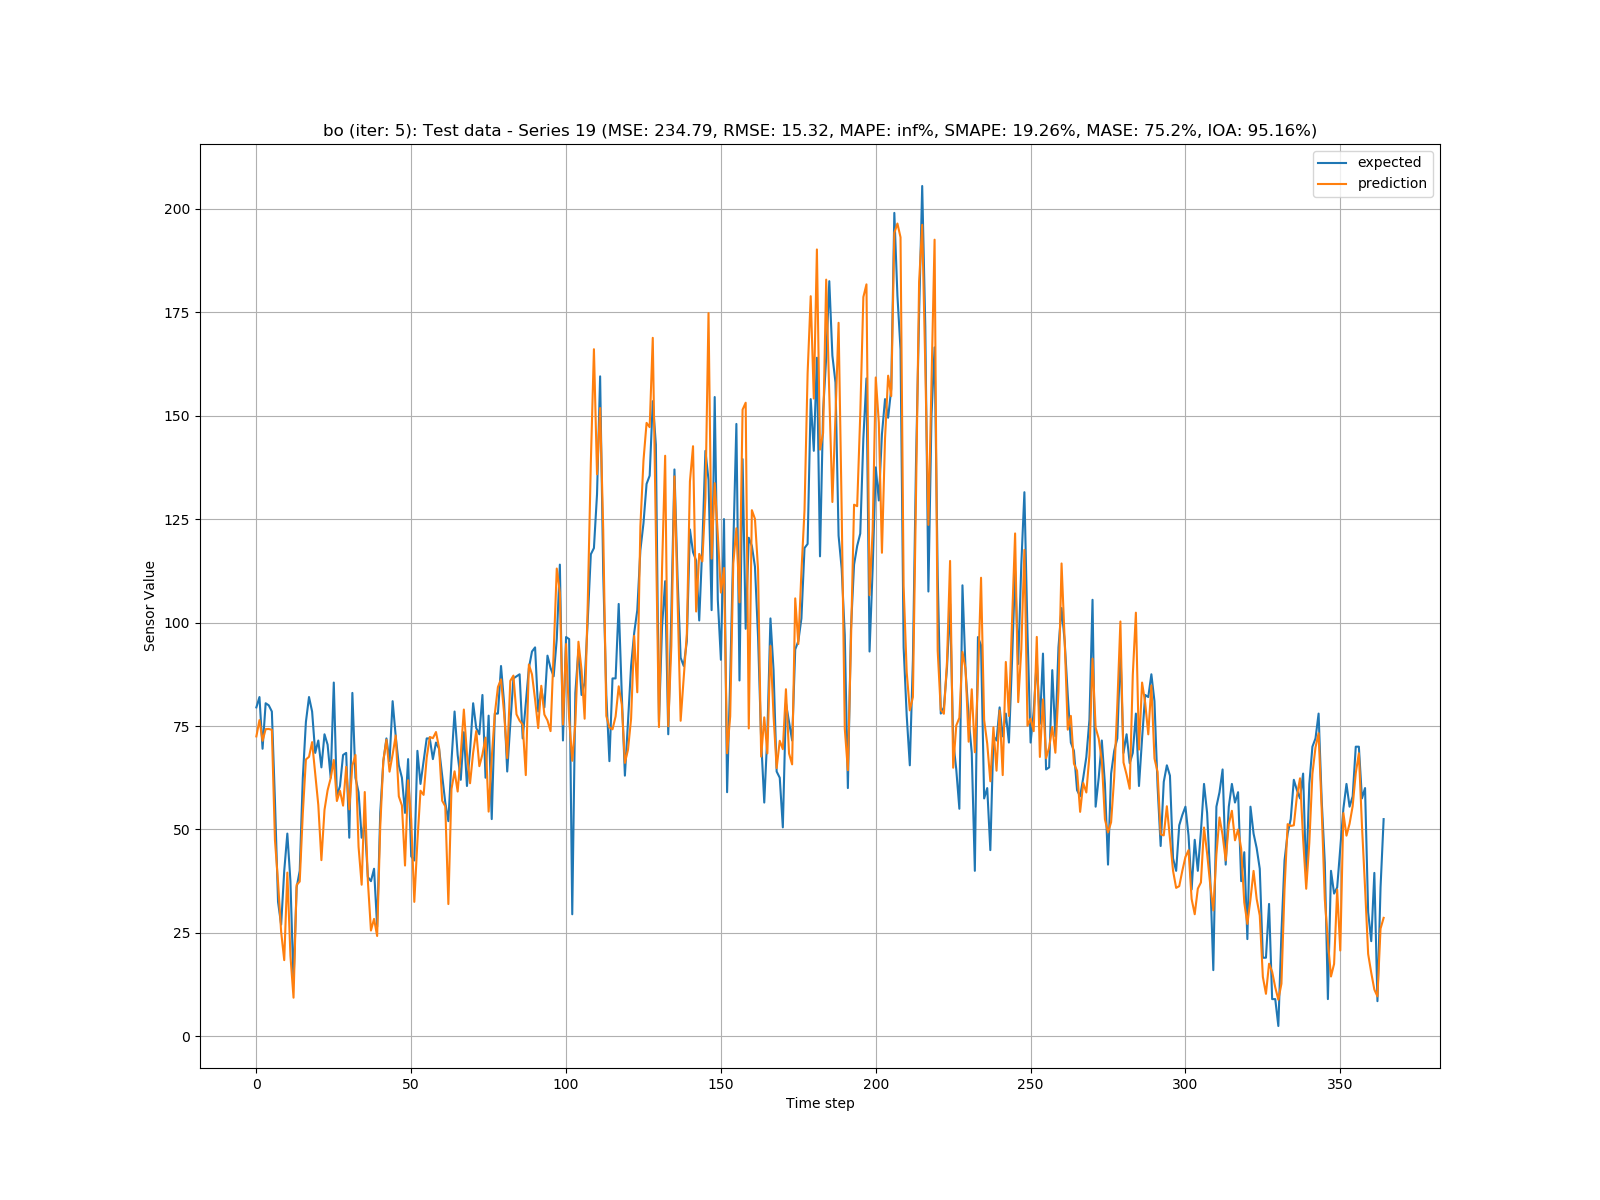 bo (iter: 5): Test data - Series 19 (MSE: 234.79, RMSE: 15.32, MAPE: inf%, SMAPE: 19.26%, MASE: 75.2%, IOA: 95.16%)
expected
prediction
200
175
150
125
100
75
50
25
0
Sensor Value
0 50 100 150 200 250 300 350
Time step